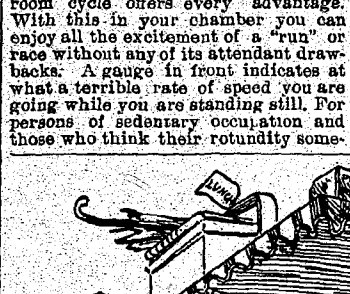 room cycle offers every advantage.
With this in your chamber you can
enjoy all the excitement of a "run" or
race without any of its attendant draw-
backs. A gauge in front indicates at
what a terrible rate of speed you are
going while you are standing still. For
persons of sedentary occupation and
those who think their rotundity some-
LUNCH